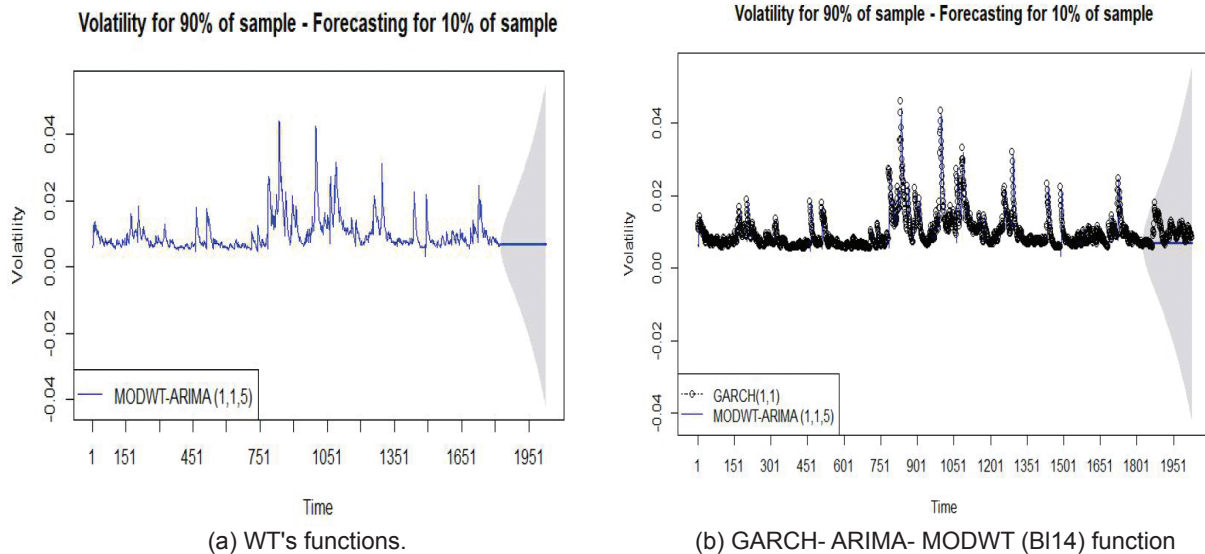 Volatility for 90% of sample - Forecasting for 10% of sample
Volatility
0.04
0.02
0.00
-0.02
-0.04
MODWT-ARIMA (1,1,5)
1 151 451 751 1051 1351 1651 1951
Time
(a) WT's functions.
Volatility for 90% of sample - Forecasting for 10% of sample
Volatility
0.04
0.02
0.00
-0.02
-0.04
GARCH(1,1)
MODWT-ARIMA (1,1,5)
1 151 301 451 601 751 901 1051 1201 1351 1501 1651 1801 1951
Time
(b) GARCH- ARIMA- MODWT (Bl14) function